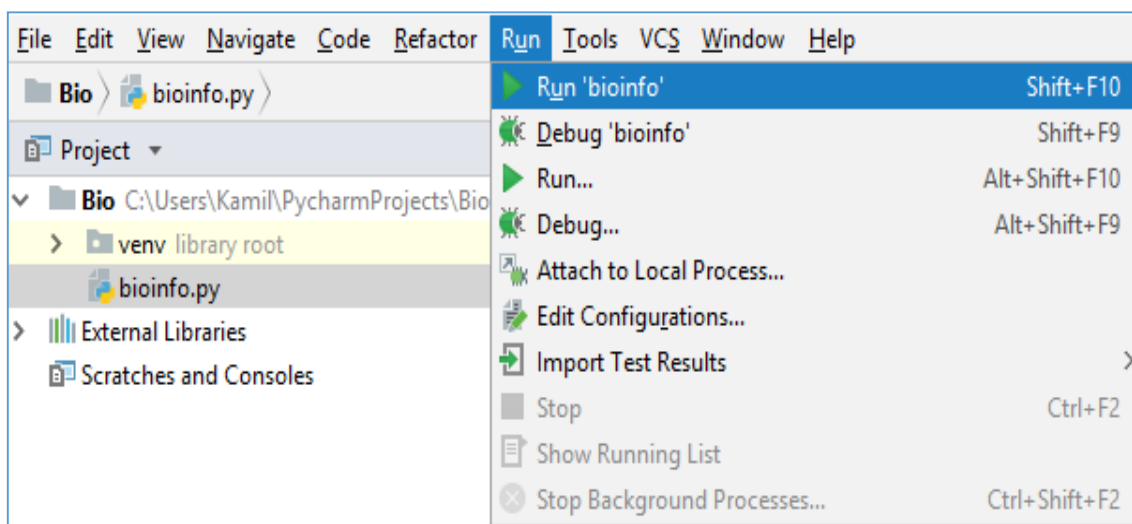 File Edit View Navigate Code Refactor Run Tools VCS Window Help
Bio bioinfo.py
Project
Bio C:\Users\Kamil\PycharmProjects\Bio
venv library root
bioinfo.py
External Libraries
Scratches and Consoles
Run 'bioinfo' Shift+F10
Debug 'bioinfo' Shift+F9
Run... Alt+Shift+F10
Debug... Alt+Shift+F9
Attach to Local Process...
Edit Configurations...
Import Test Results
Stop Ctrl+F2
Show Running List
Stop Background Processes... Ctrl+Shift+F2